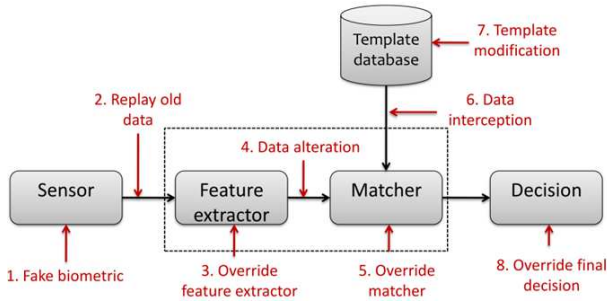 Template
database
7. Template
modification
2. Replay old
data
6. Data
interception
4. Data alteration
Sensor
Feature
extractor
Matcher
Decision
1. Fake biometric
3. Override
feature extractor
5. Override
matcher
8. Override final
decision